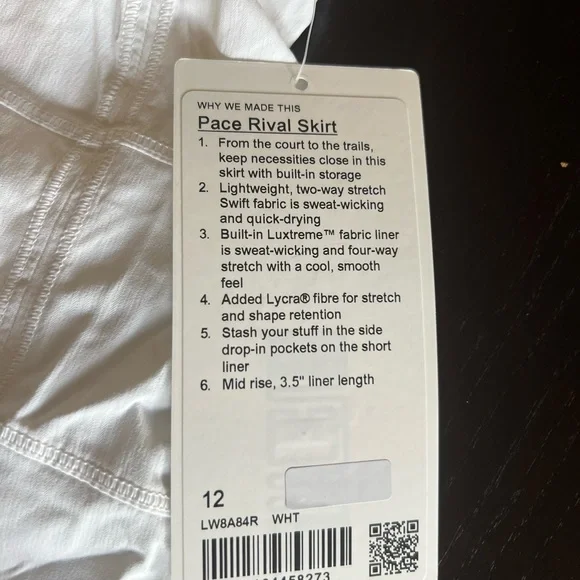 WHY WE MADE THIS
Pace Rival Skirt
1. From the court to the trails,
keep necessities close in this
skirt with built-in storage
2. Lightweight, two-way stretch
Swift fabric is sweat-wicking
and quick-drying
3. Built-in Luxtreme™ fabric liner
is sweat-wicking and four-way
stretch with a cool, smooth
feel
4. Added Lycra® fibre for stretch
and shape retention
5. Stash your stuff in the side
drop-in pockets on the short
liner
6. Mid rise, 3.5" liner length
12
LW8A84R WHT